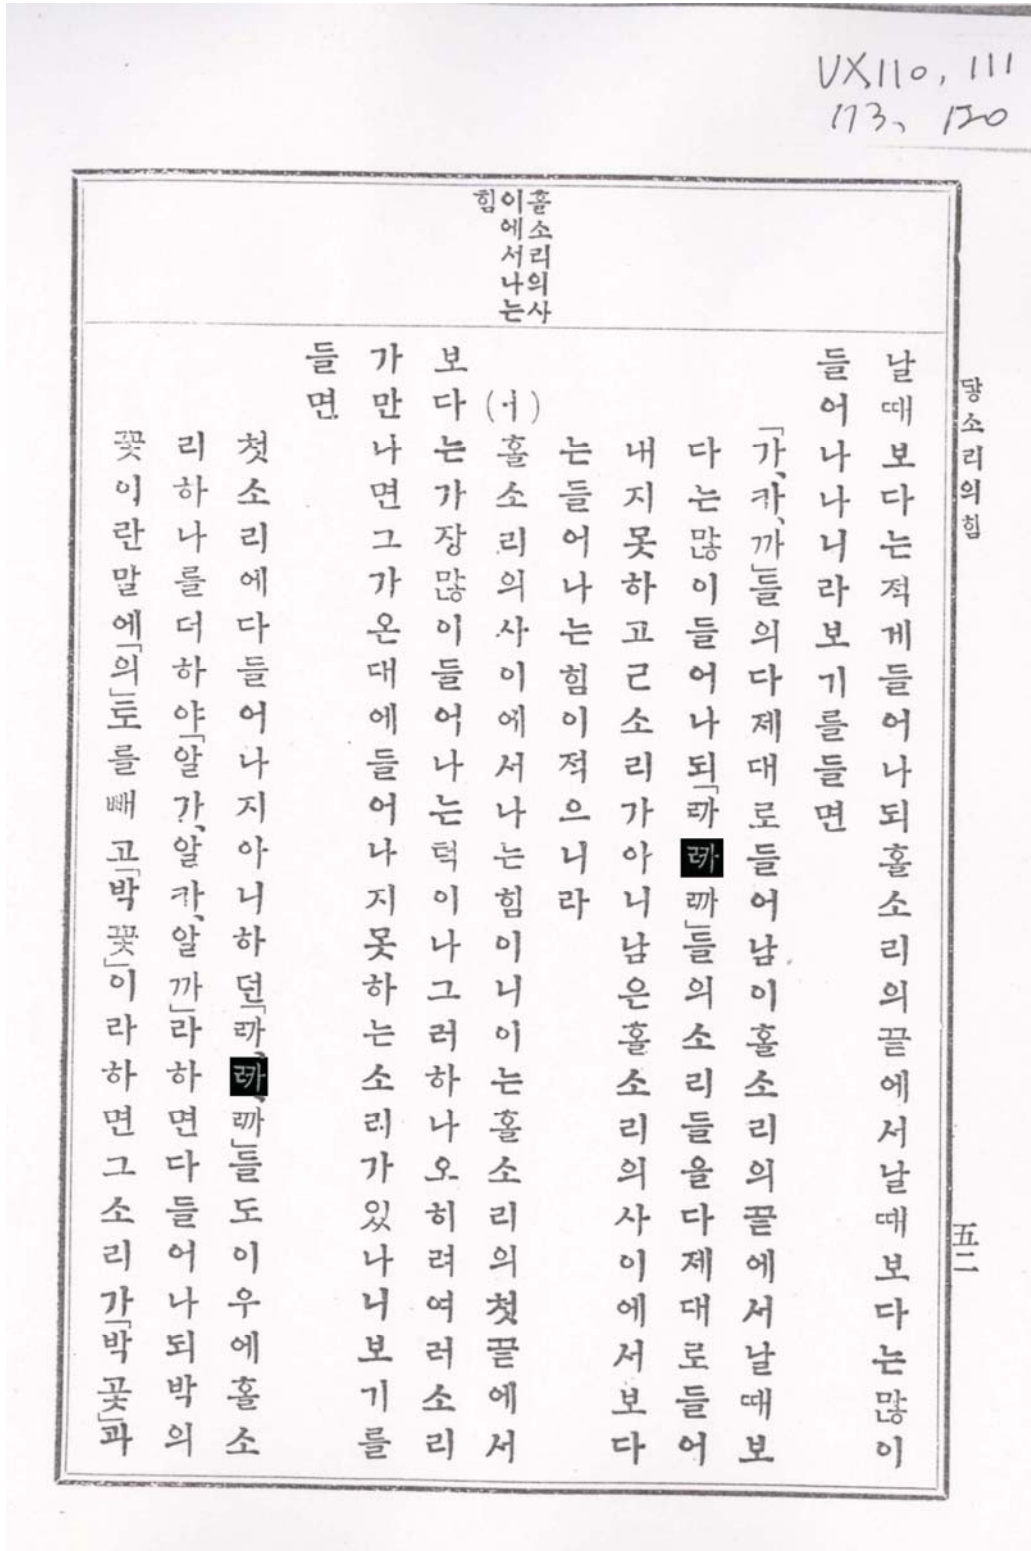 VX110, 111
173、120
닿소리의힘
五二
홀소리의사
이에서나는
힘
날때보다는적게들어나되홀소리의끝에서날때보다는많이
들어나나니라보기를들면
「가、카、까」들의다제대로들어남이홀소리의끝에서날때보
다는많이들어나되「ꥤᅡꥮᅡꥥᅡ」들의소리들을다제대로들어
내지못하고ㄹ소리가아니남은홀소리의사이에서보다
는들어나는힘이적으니라
(ㅓ)홀소리의사이에서나는힘이니이는홀소리의첫끝에서
보다는가장많이들어나는턱이나그러하나오히려여러소리
가만나면그가온대에들어나지못하는소리가있나니보기를
들면
첫소리에다들어나지아니하던「ꥤᅡ、ꥮᅡ、ꥥᅡ」들도이우에홀소
리하나를더하야「알가、알카、알까」라하면다들어나되박의
꽃이란말에「의」토를빼고「박꽃」이라하면그소리가「박곷」과